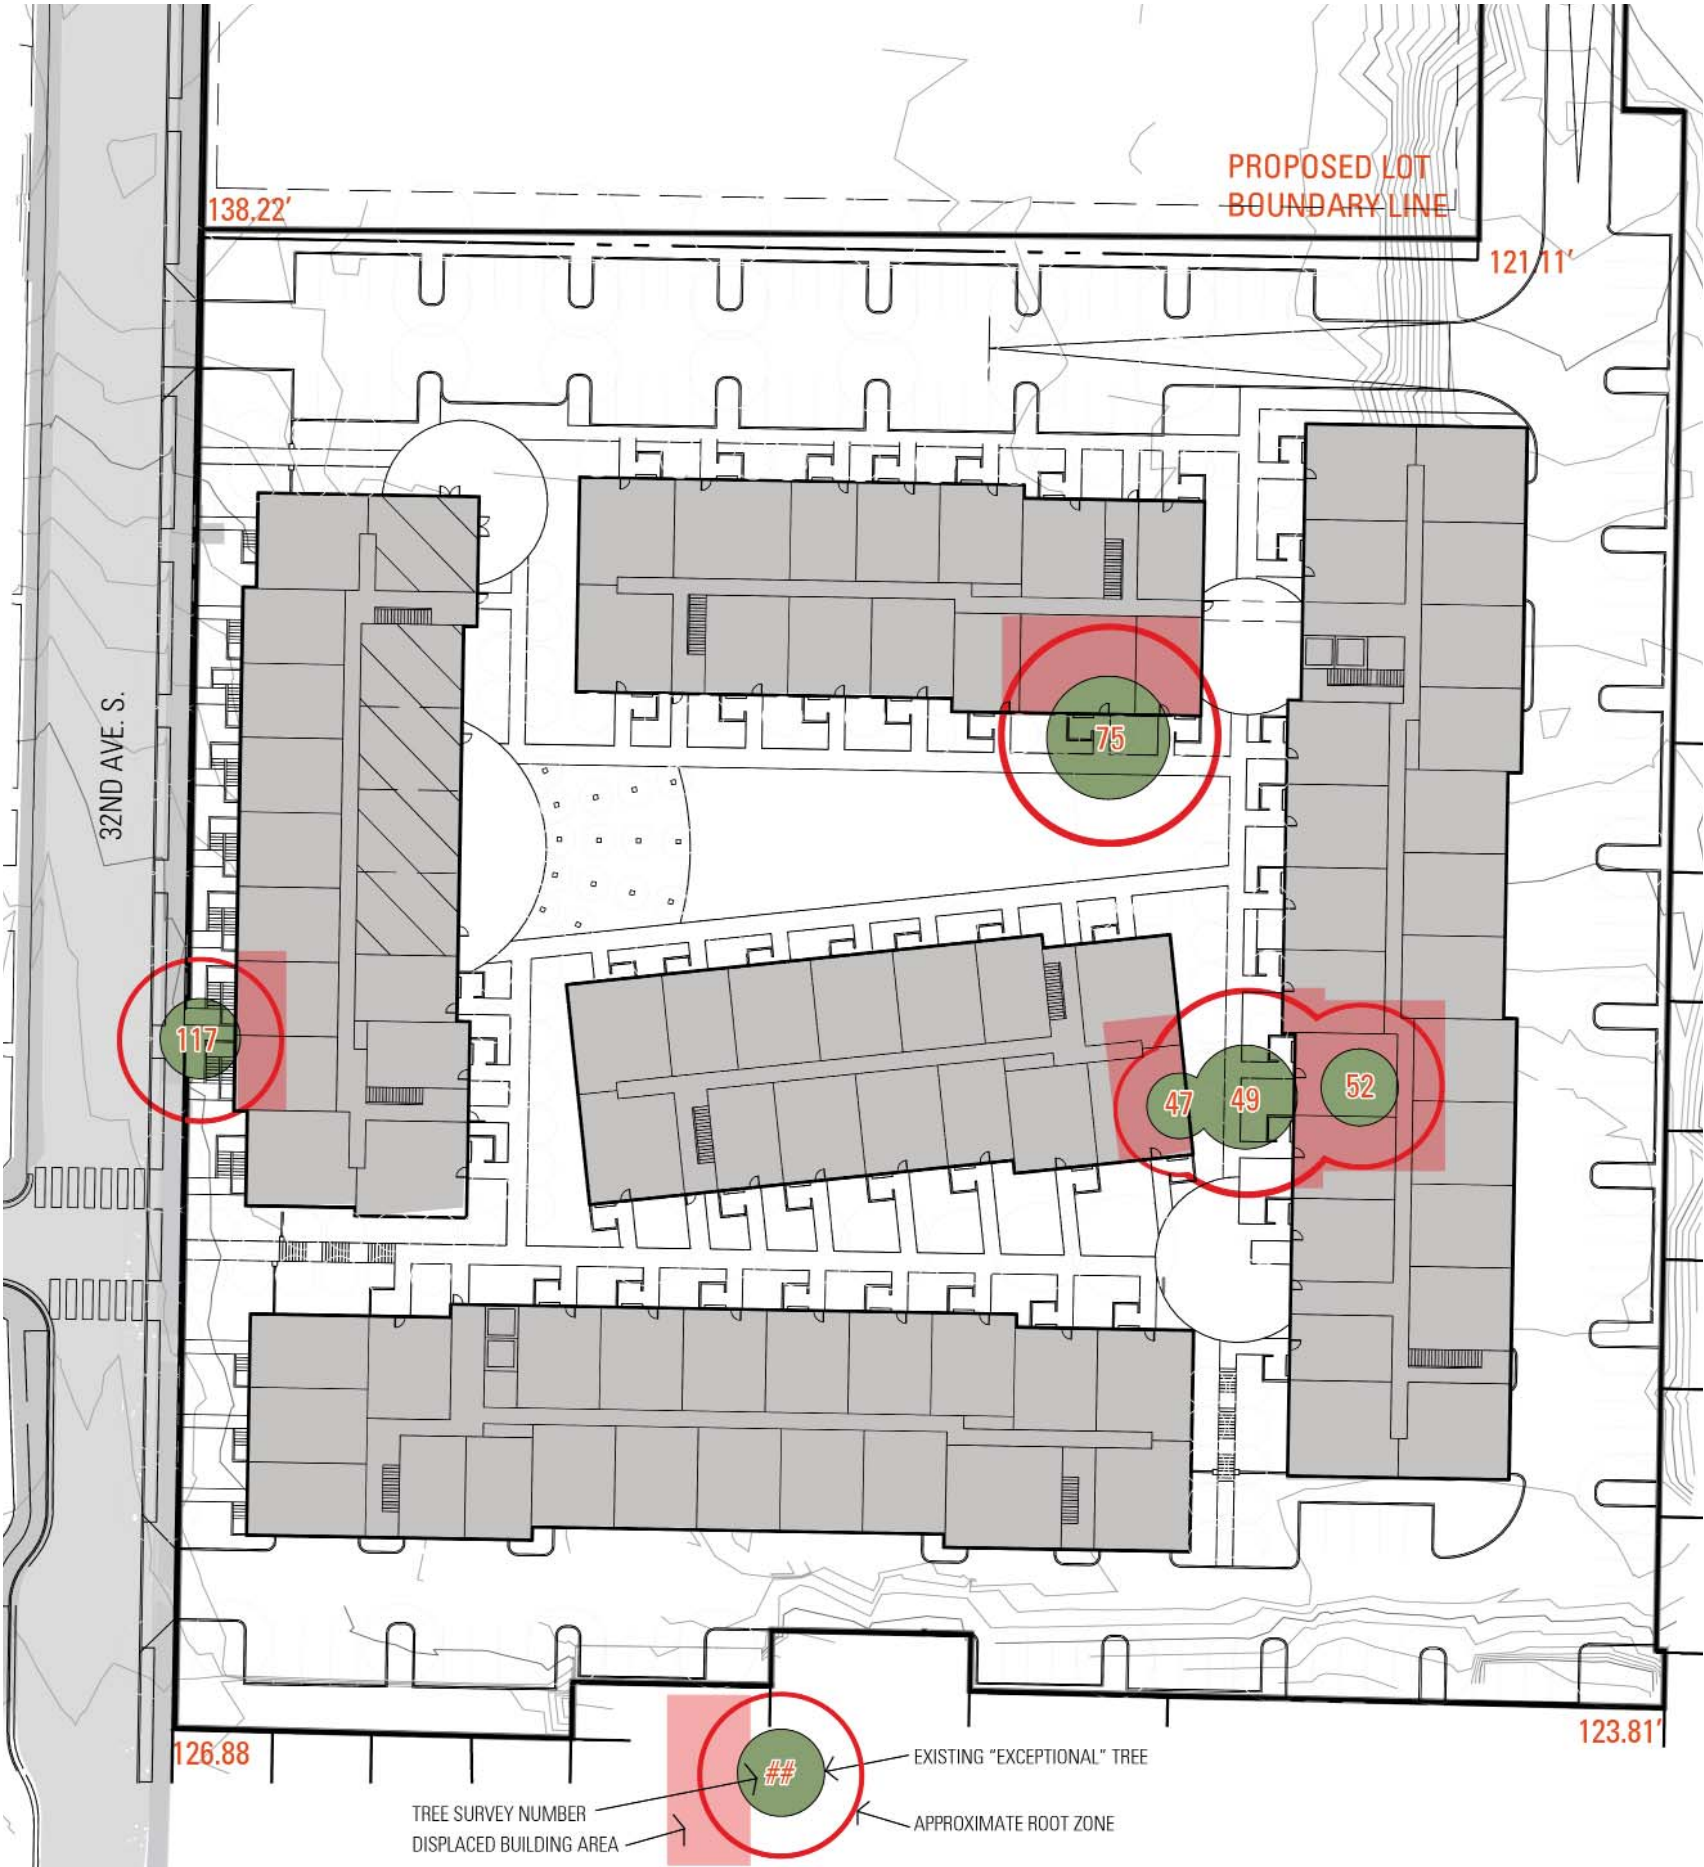 PROPOSED LOT
BOUNDARY LINE
138.22'
121.11'
32ND AVE. S.
75
117
47
49
52
126.88
123.81'
##
EXISTING "EXCEPTIONAL" TREE
TREE SURVEY NUMBER
APPROXIMATE ROOT ZONE
DISPLACED BUILDING AREA